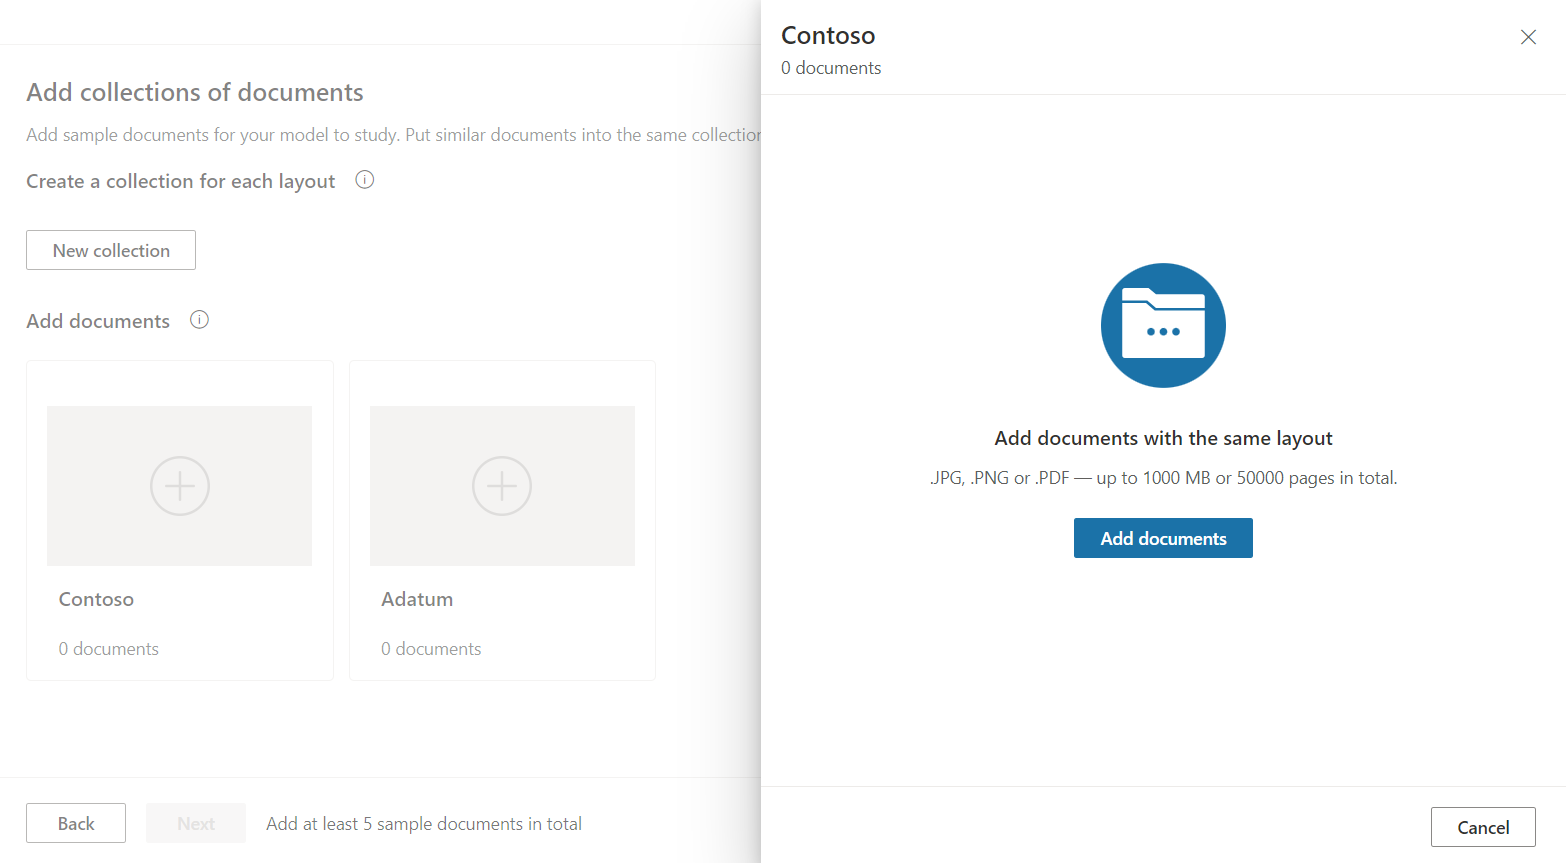 Add collections of documents
Add sample documents for your model to study. Put similar documents into the same collection
Create a collection for each layout
New collection
Add documents
Contoso
0 documents
Adatum
0 documents
Back
Next
Add at least 5 sample documents in total
Contoso
0 documents
Add documents with the same layout
.JPG, .PNG or .PDF — up to 1000 MB or 50000 pages in total.
Add documents
Cancel